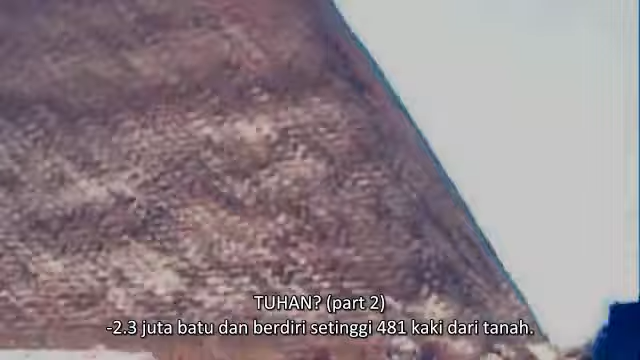 TUHAN? (part 2)
-2.3 juta batu dan berdiri setinggi 481 kaki dari tanah.